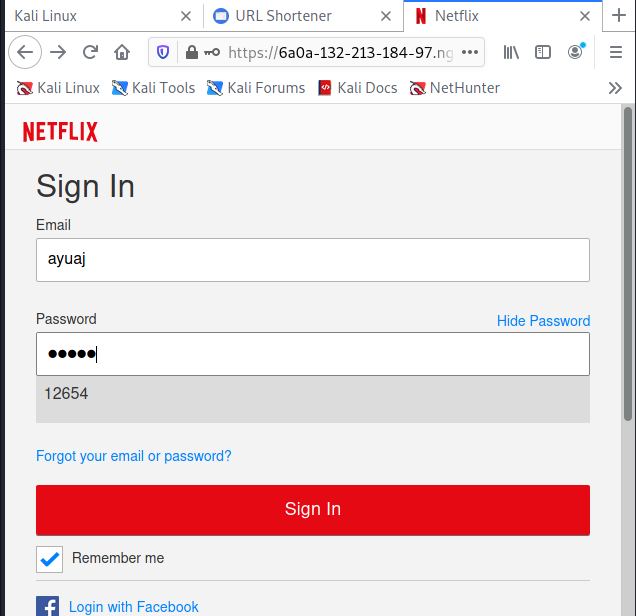 Kali Linux URL Shortener Netflix
https://6a0a-132-213-184-97.ng
Kali Linux Kali Tools Kali Forums Kali Docs NetHunter
NETFLIX
Sign In
Email
ayuaj
Password Hide Password
•••••
12654
Forgot your email or password?
Sign In
Remember me
Login with Facebook